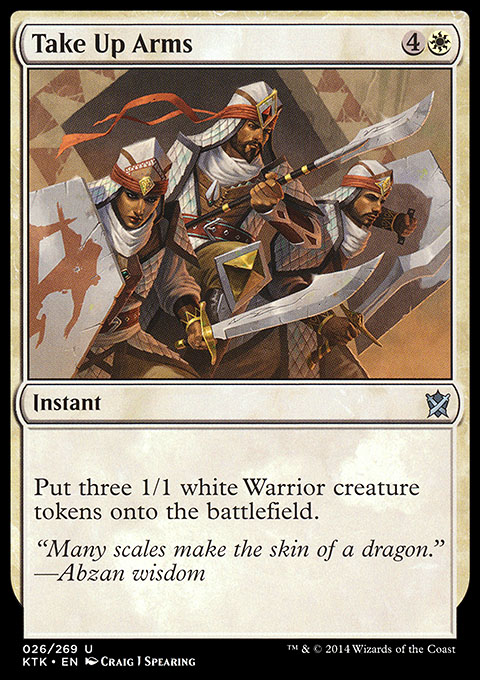 Take Up Arms 4
Instant
Put three 1/1 white Warrior creature
tokens onto the battlefield.
“Many scales make the skin of a dragon.”
—Abzan wisdom
026/269 U
KTK • EN Craig J Spearing
™ & © 2014 Wizards of the Coast